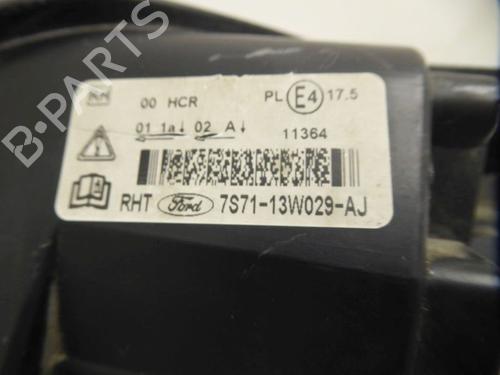 B-PARTS
00 HCR PL E4 17.5
01 1a↓ 02 A↓ 11364
RHT Ford 7S71-13W029-AJ